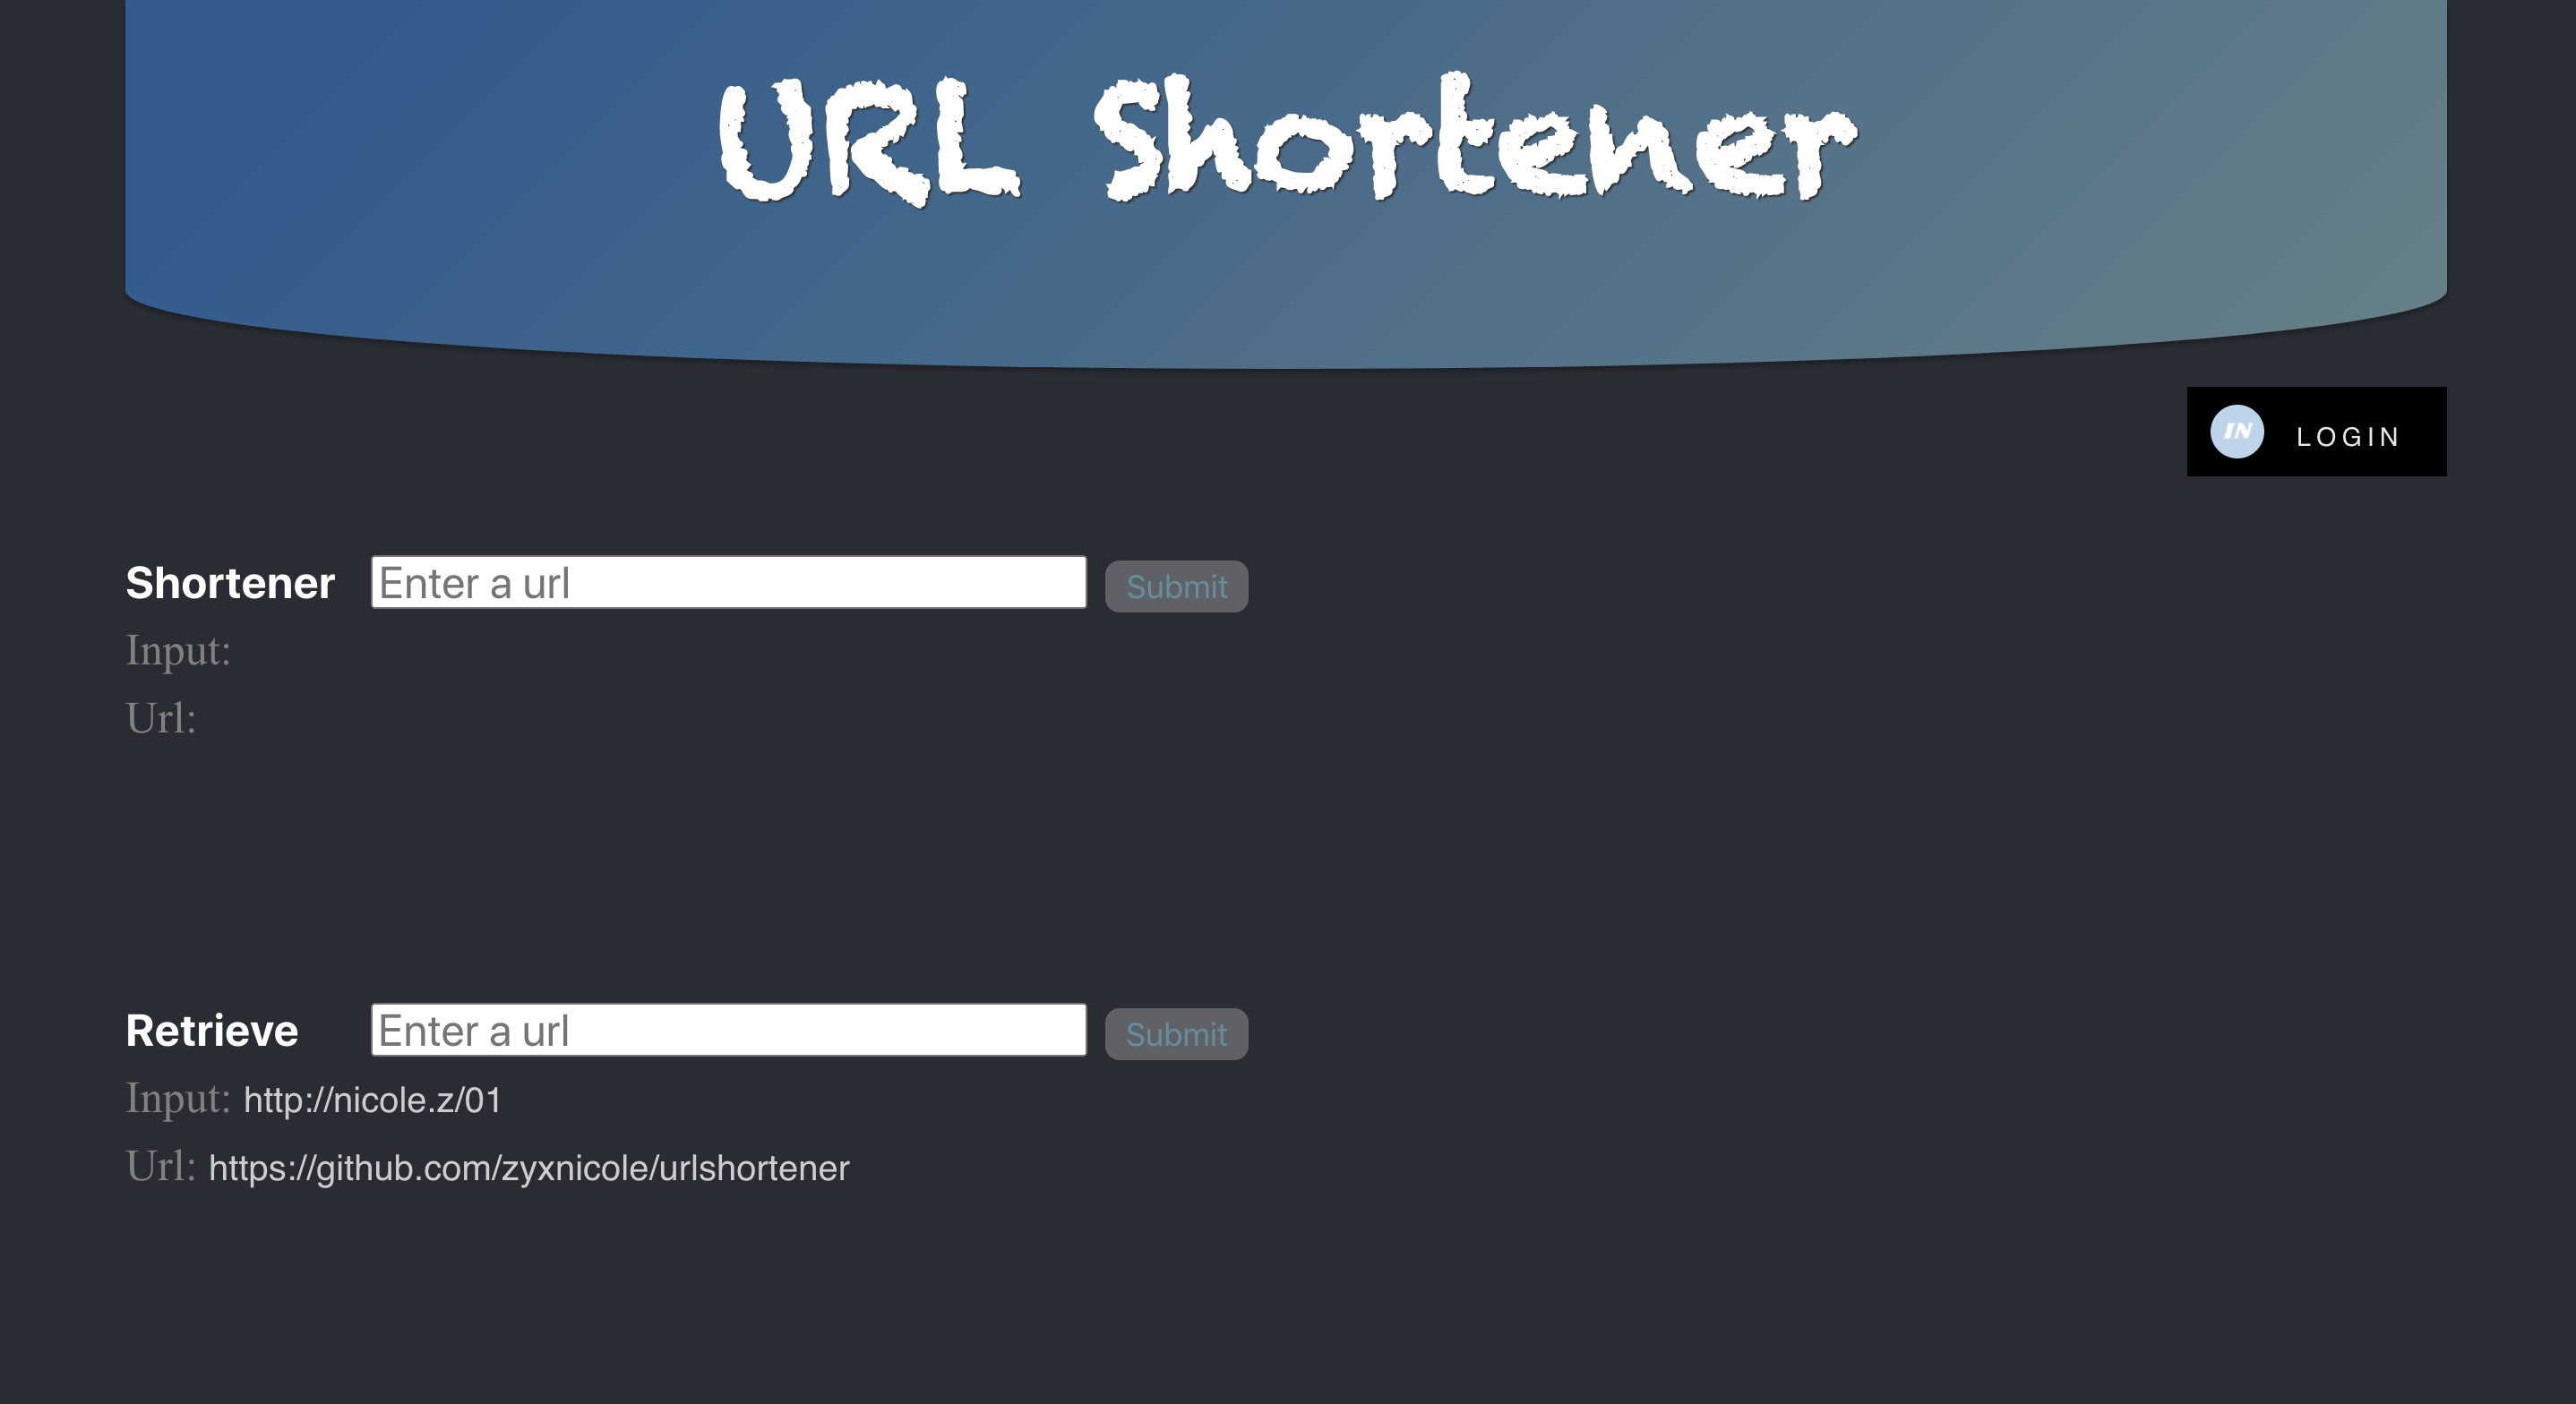 URL Shortener
IN LOGIN
Shortener Enter a url Submit
Input:
Url:
Retrieve Enter a url Submit
Input: http://nicole.z/01
Url: https://github.com/zyxnicole/urlshortener